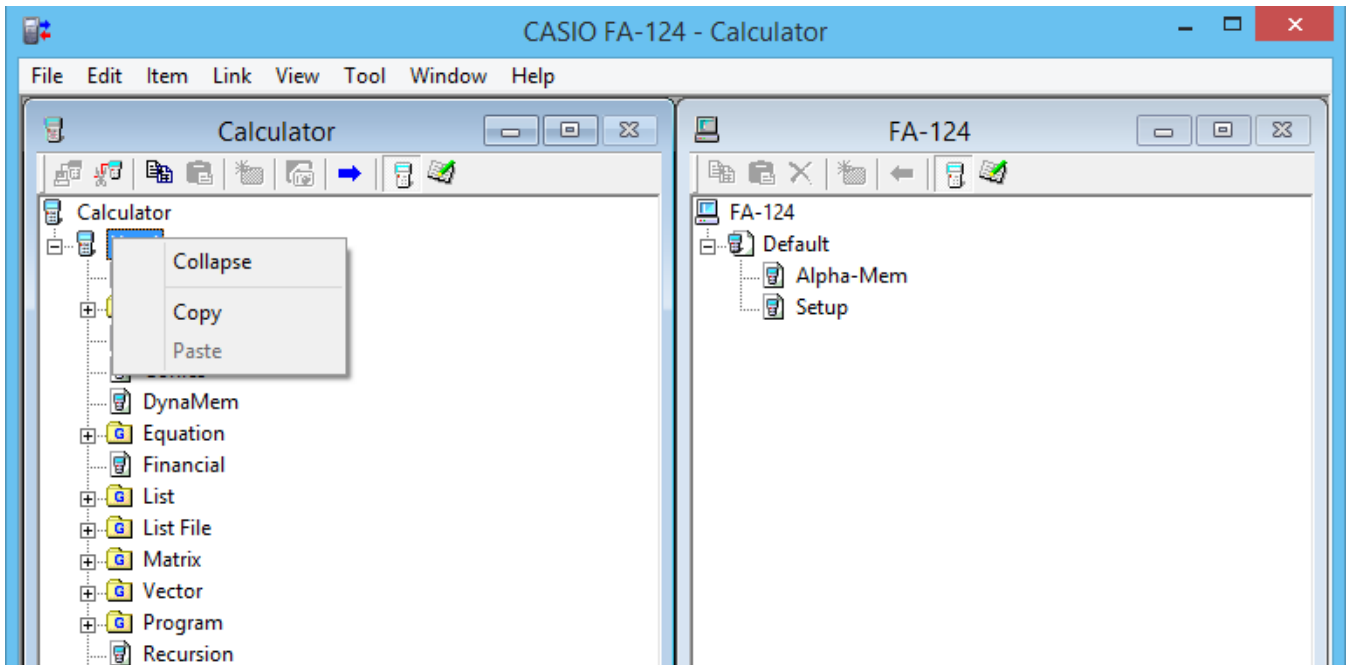 CASIO FA-124 - Calculator
File Edit Item Link View Tool Window Help
Calculator
Calculator
Collapse
Copy
Paste
DynaMem
G Equation
Financial
G List
G List File
G Matrix
G Vector
G Program
Recursion
FA-124
FA-124
Default
Alpha-Mem
Setup